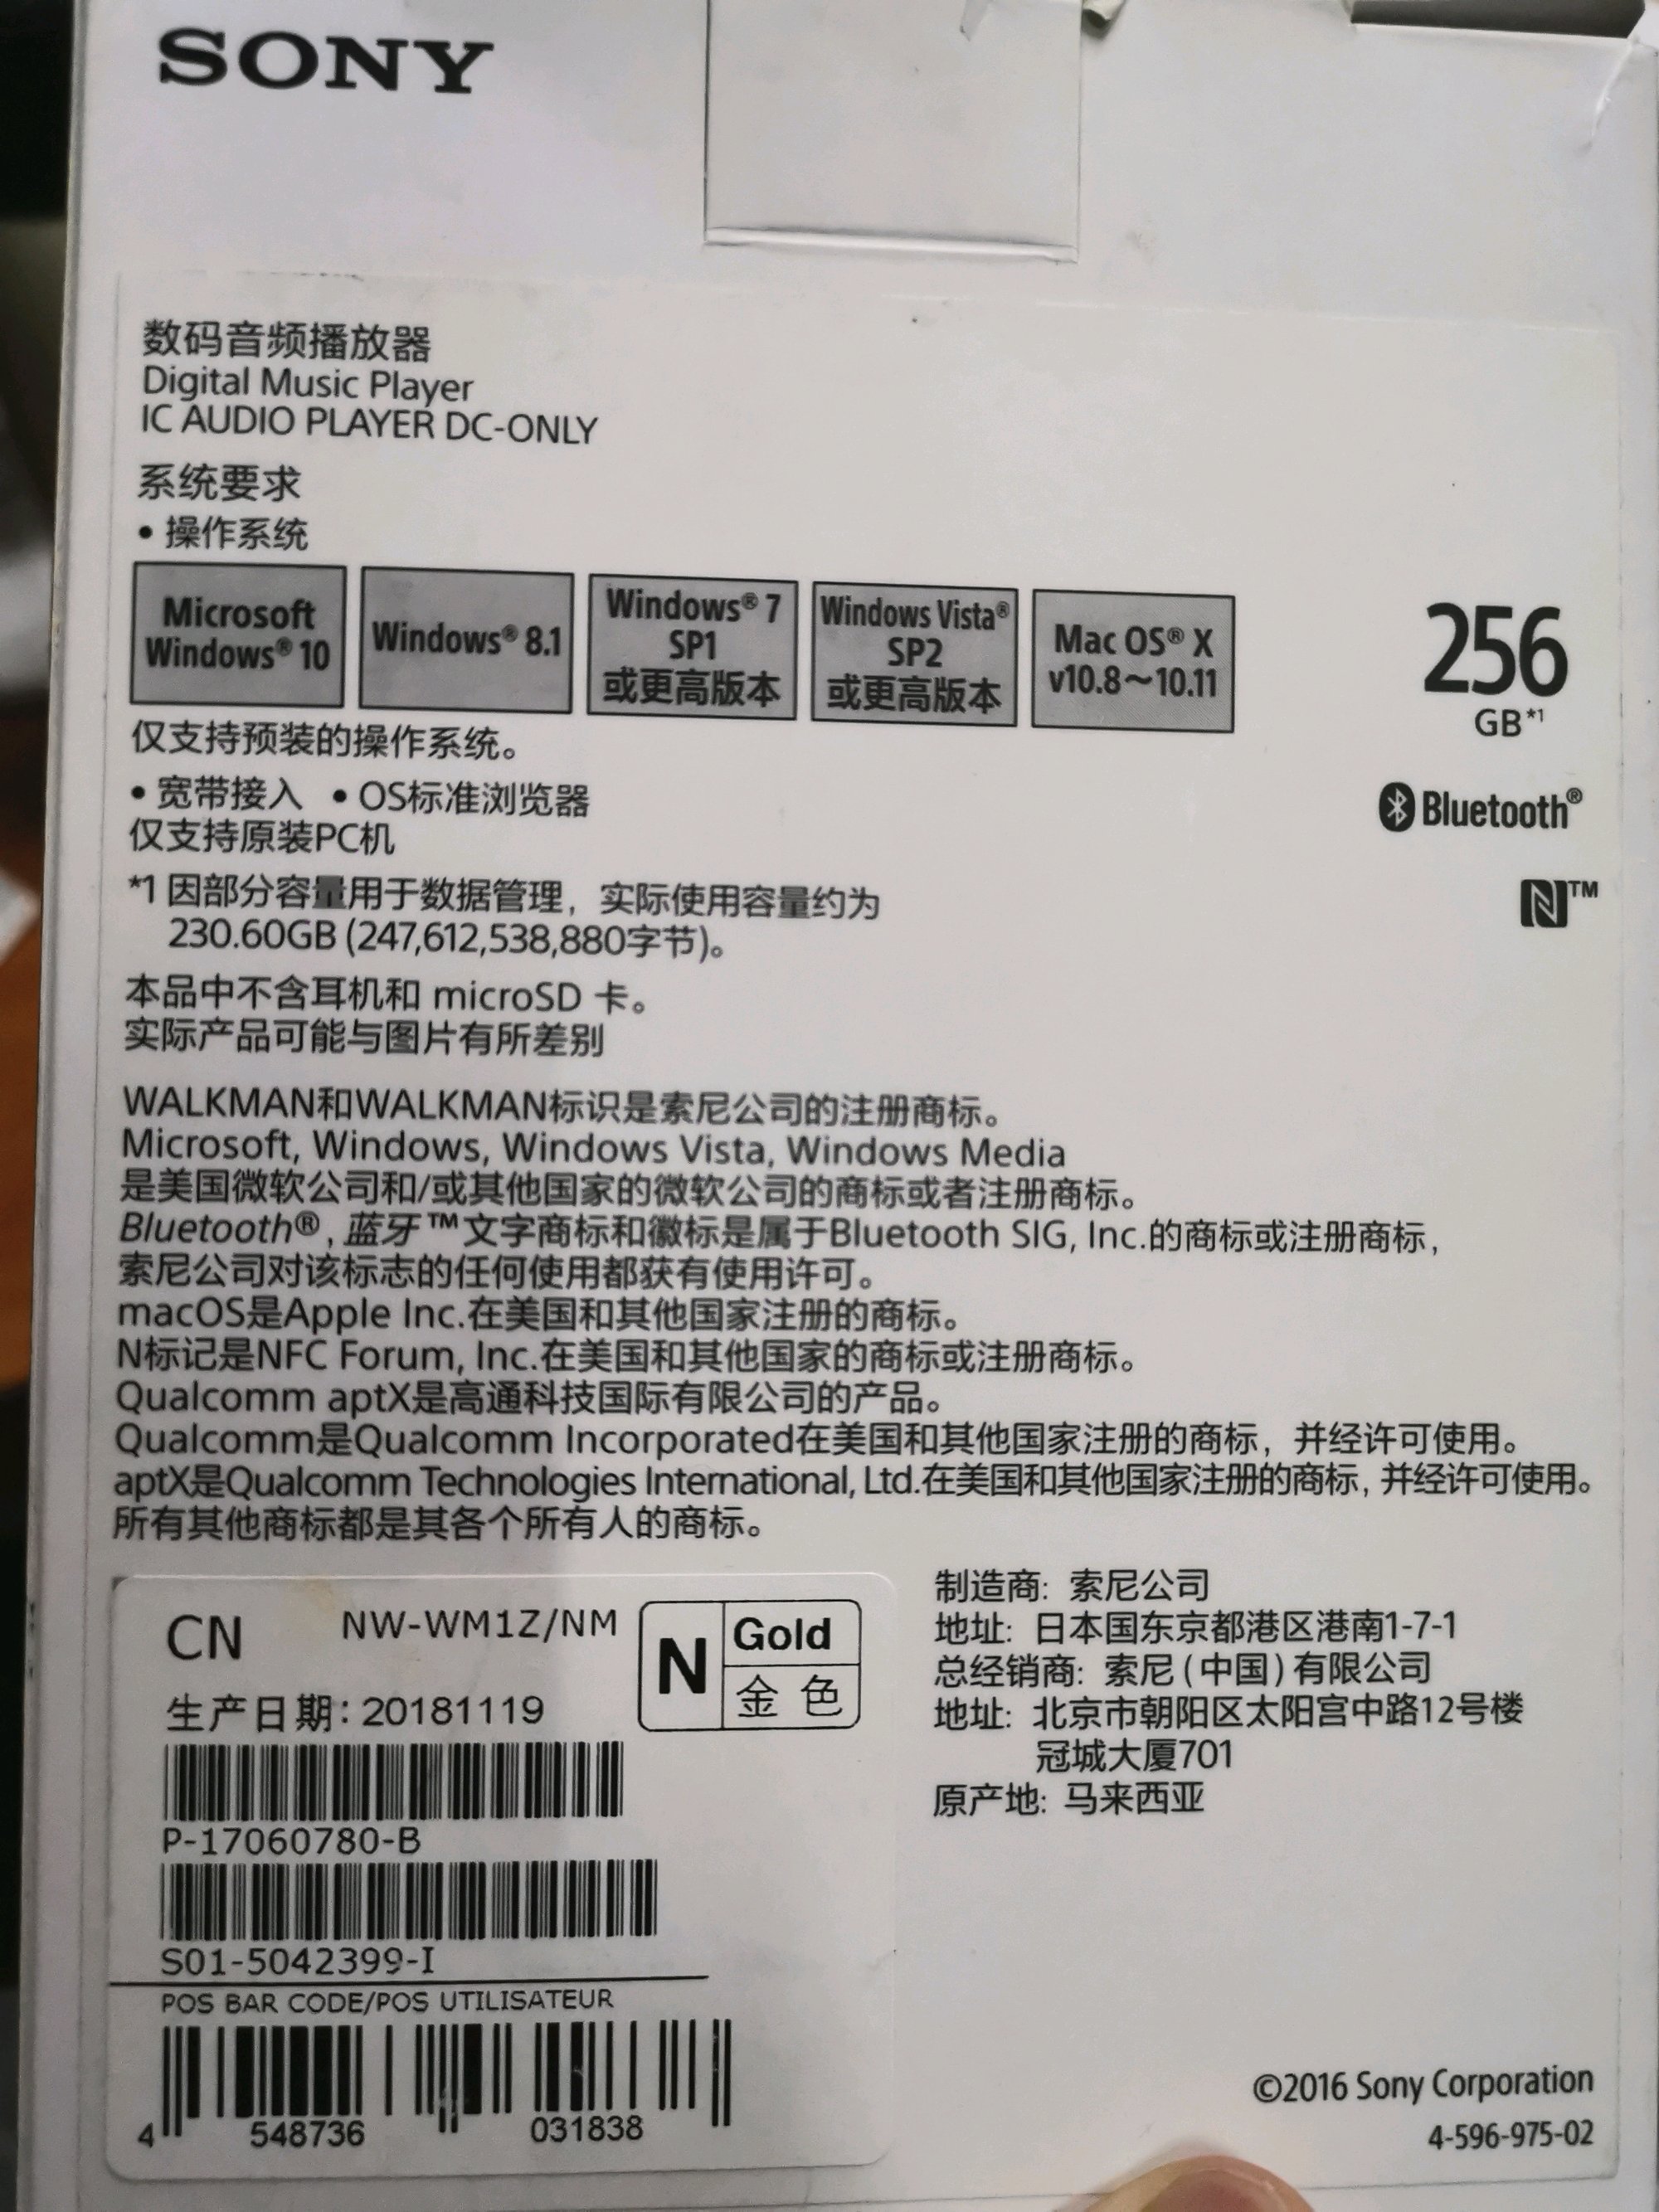 SONY
数码音频播放器
Digital Music Player
IC AUDIO PLAYER DC-ONLY
系统要求
• 操作系统
Microsoft
Windows® 10
Windows® 8.1
Windows® 7
SP1
或更高版本
Windows Vista®
SP2
或更高版本
Mac OS® X
v10.8～10.11
256
GB*1
仅支持预装的操作系统。
• 宽带接入 • OS标准浏览器
仅支持原装PC机
Bluetooth®
N™
*1 因部分容量用于数据管理，实际使用容量约为
230.60GB (247,612,538,880字节)。
本品中不含耳机和 microSD 卡。
实际产品可能与图片有所差别
WALKMAN和WALKMAN标识是索尼公司的注册商标。
Microsoft, Windows, Windows Vista, Windows Media
是美国微软公司和/或其他国家的微软公司的商标或者注册商标。
Bluetooth®, 蓝牙™文字商标和徽标是属于Bluetooth SIG, Inc.的商标或注册商标，
索尼公司对该标志的任何使用都获有使用许可。
macOS是Apple Inc.在美国和其他国家注册的商标。
N标记是NFC Forum, Inc.在美国和其他国家的商标或注册商标。
Qualcomm aptX是高通科技国际有限公司的产品。
Qualcomm是Qualcomm Incorporated在美国和其他国家注册的商标，并经许可使用。
aptX是Qualcomm Technologies International, Ltd.在美国和其他国家注册的商标，并经许可使用。
所有其他商标都是其各个所有人的商标。
CN NW-WM1Z/NM
N Gold
金色
生产日期：20181119
P-17060780-B
S01-5042399-I
POS BAR CODE/POS UTILISATEUR
4 548736 031838
制造商：索尼公司
地址：日本国东京都港区港南1-7-1
总经销商：索尼（中国）有限公司
地址：北京市朝阳区太阳宫中路12号楼
冠城大厦701
原产地：马来西亚
©2016 Sony Corporation
4-596-975-02